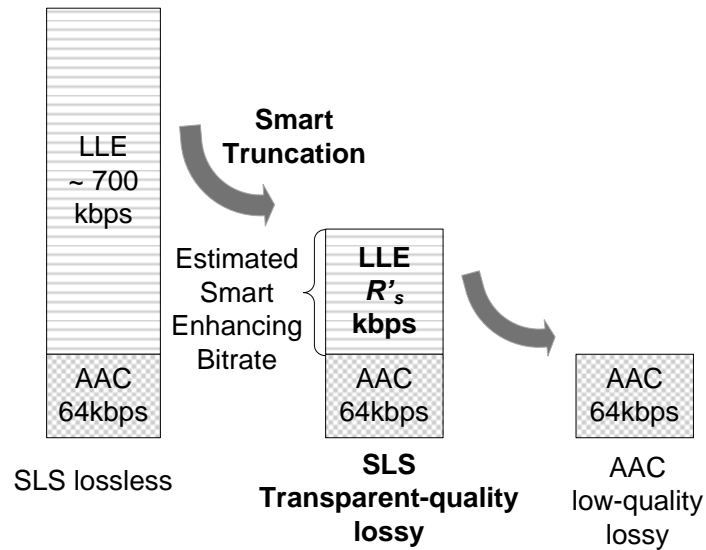 LLE
~ 700
kbps
AAC
64kbps
SLS lossless
Smart
Truncation
Estimated
Smart
Enhancing
Bitrate
LLE
R's
kbps
AAC
64kbps
SLS
Transparent-quality
lossy
AAC
64kbps
AAC
low-quality
lossy